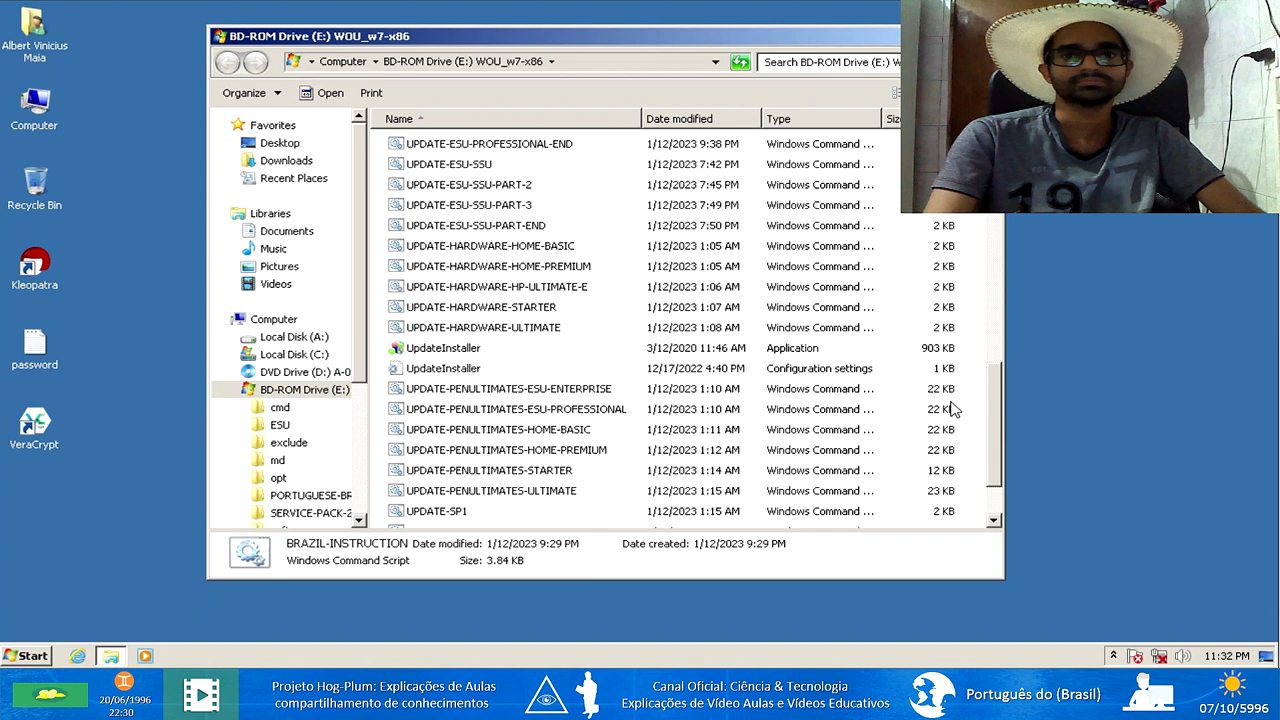 Albert Vinicius
Maia
Computer
Recycle Bin
Kleopatra
password
VeraCrypt
BD-ROM Drive (E:) WOU_w7-x86
Computer BD-ROM Drive (E:) WOU_w7-x86
Search BD-ROM Drive (E:) W
Organize Open Print
Favorites
Desktop
Downloads
Recent Places
Libraries
Documents
Music
Pictures
Videos
Computer
Local Disk (A:)
Local Disk (C:)
DVD Drive (D:) A-0
BD-ROM Drive (E:)
cmd
ESU
exclude
md
opt
PORTUGUESE-BR
SERVICE-PACK-2
Name Date modified Type Siz
UPDATE-ESU-PROFESSIONAL-END 1/12/2023 9:38 PM Windows Command ...
UPDATE-ESU-SSU 1/12/2023 7:42 PM Windows Command ...
UPDATE-ESU-SSU-PART-2 1/12/2023 7:45 PM Windows Command ...
UPDATE-ESU-SSU-PART-3 1/12/2023 7:49 PM Windows Command ...
UPDATE-ESU-SSU-PART-END 1/12/2023 7:50 PM Windows Command ... 2 KB
UPDATE-HARDWARE-HOME-BASIC 1/12/2023 1:05 AM Windows Command ... 2 KB
UPDATE-HARDWARE-HOME-PREMIUM 1/12/2023 1:05 AM Windows Command ... 2 KB
UPDATE-HARDWARE-HP-ULTIMATE-E 1/12/2023 1:06 AM Windows Command ... 2 KB
UPDATE-HARDWARE-STARTER 1/12/2023 1:07 AM Windows Command ... 2 KB
UPDATE-HARDWARE-ULTIMATE 1/12/2023 1:08 AM Windows Command ... 2 KB
UpdateInstaller 3/12/2020 11:46 AM Application 903 KB
UpdateInstaller 12/17/2022 4:40 PM Configuration settings 1 KB
UPDATE-PENULTIMATES-ESU-ENTERPRISE 1/12/2023 1:10 AM Windows Command ... 22 KB
UPDATE-PENULTIMATES-ESU-PROFESSIONAL 1/12/2023 1:10 AM Windows Command ... 22 KB
UPDATE-PENULTIMATES-HOME-BASIC 1/12/2023 1:11 AM Windows Command ... 22 KB
UPDATE-PENULTIMATES-HOME-PREMIUM 1/12/2023 1:12 AM Windows Command ... 22 KB
UPDATE-PENULTIMATES-STARTER 1/12/2023 1:14 AM Windows Command ... 12 KB
UPDATE-PENULTIMATES-ULTIMATE 1/12/2023 1:15 AM Windows Command ... 23 KB
UPDATE-SP1 1/12/2023 1:15 AM Windows Command ... 2 KB
BRAZIL-INSTRUCTION Date modified: 1/12/2023 9:29 PM Date created: 1/12/2023 9:29 PM
Windows Command Script Size: 3.84 KB
19
Start
11:32 PM
20/06/1996
22:30
Projeto Hog-Plum: Explicações de Aulas
compartilhamento de conhecimentos
Canal Oficial: Ciência & Tecnologia
Explicações de Vídeo Aulas e Vídeos Educativos
Português do (Brasil)
07/10/5996